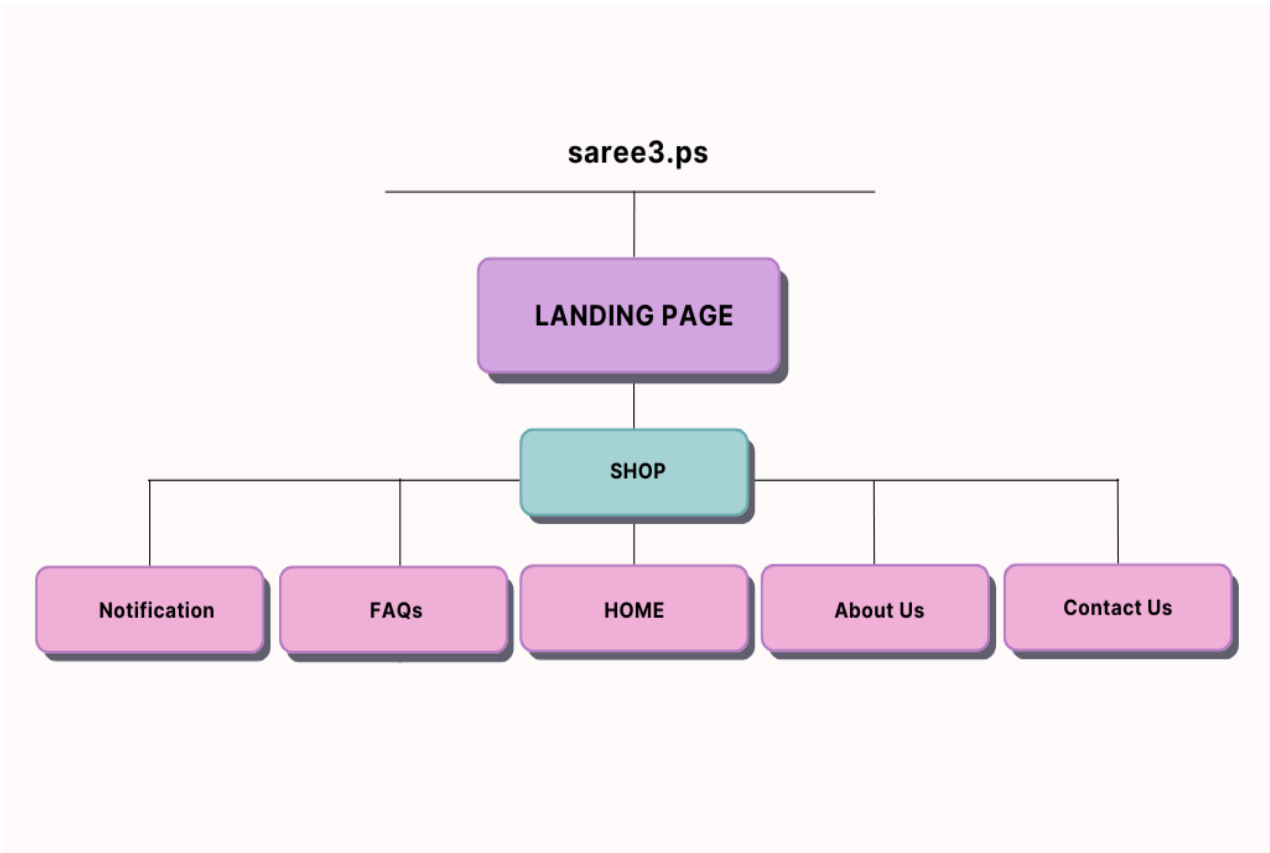 saree3.ps
LANDING PAGE
SHOP
Notification
FAQs
HOME
About Us
Contact Us